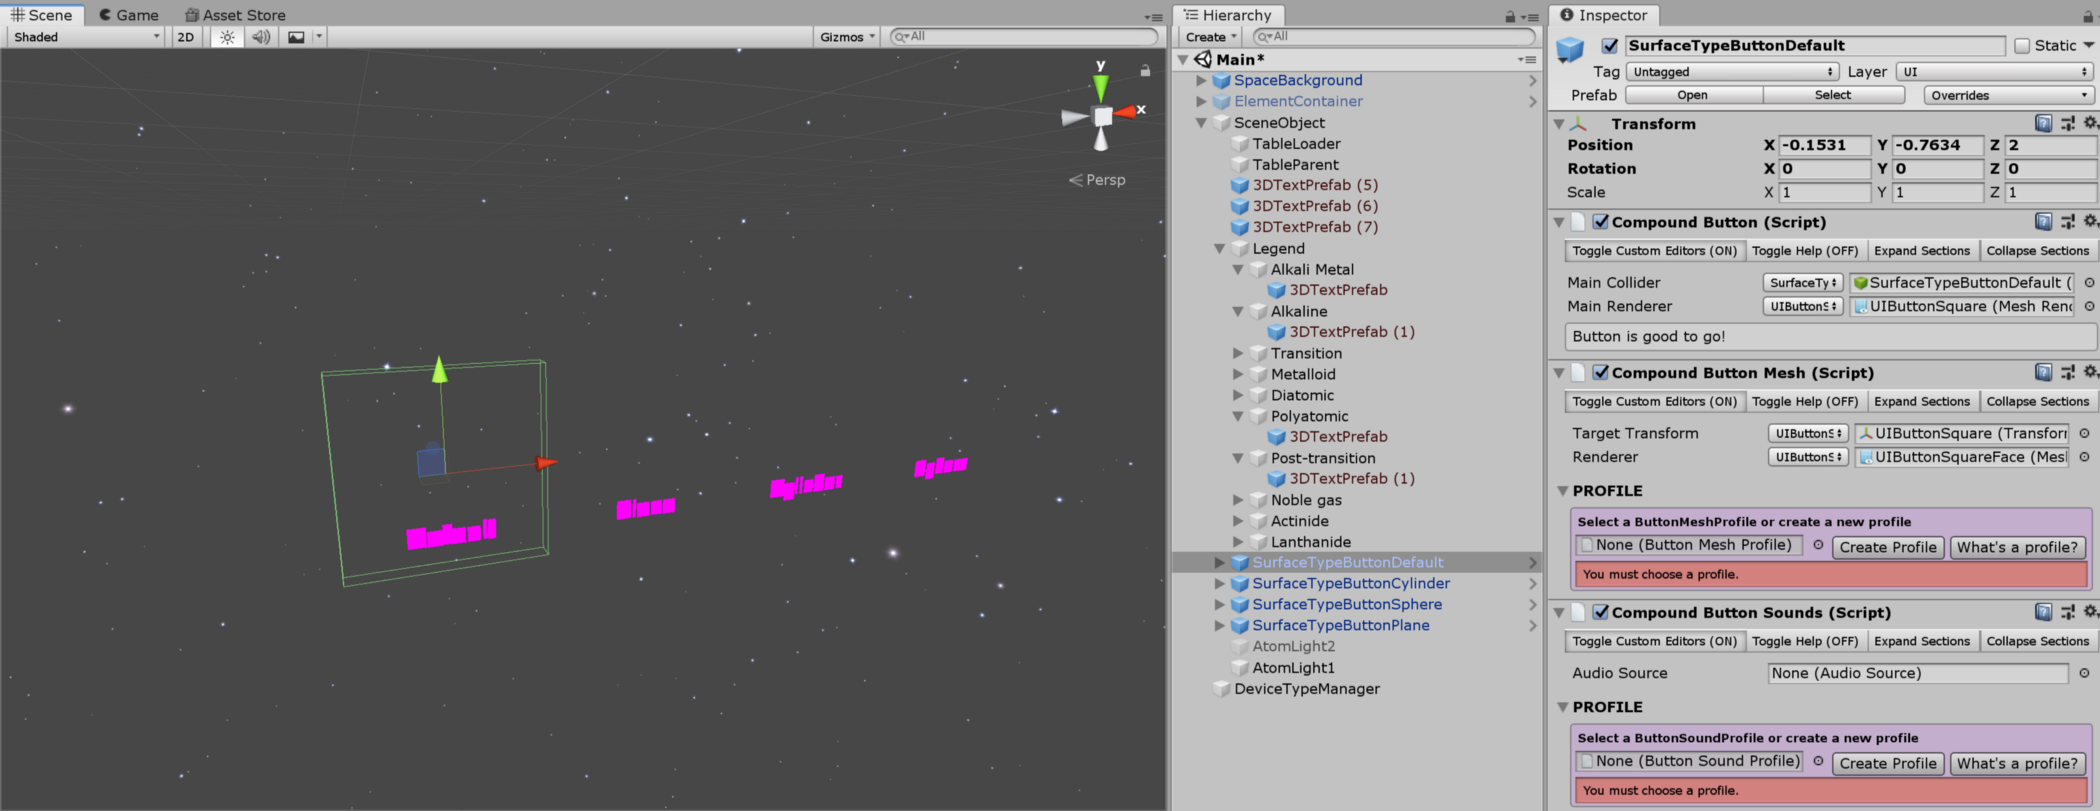 Scene
Game
Asset Store
Shaded
2D
Gizmos
All
y
x
Persp
Hierarchy
Create
All
Main*
SpaceBackground
ElementContainer
SceneObject
TableLoader
TableParent
3DTextPrefab (5)
3DTextPrefab (6)
3DTextPrefab (7)
Legend
Alkali Metal
3DTextPrefab
Alkaline
3DTextPrefab (1)
Transition
Metalloid
Diatomic
Polyatomic
3DTextPrefab
Post-transition
3DTextPrefab (1)
Noble gas
Actinide
Lanthanide
SurfaceTypeButtonDefault
SurfaceTypeButtonCylinder
SurfaceTypeButtonSphere
SurfaceTypeButtonPlane
AtomLight2
AtomLight1
DeviceTypeManager
Inspector
SurfaceTypeButtonDefault Static
Tag Untagged Layer UI
Prefab Open Select Overrides
Transform
Position X -0.1531 Y -0.7634 Z 2
Rotation X 0 Y 0 Z 0
Scale X 1 Y 1 Z 1
Compound Button (Script)
Toggle Custom Editors (ON) Toggle Help (OFF) Expand Sections Collapse Sections
Main Collider SurfaceTy SurfaceTypeButtonDefault (
Main Renderer UIButtonS UIButtonSquare (Mesh Ren
Button is good to go!
Compound Button Mesh (Script)
Toggle Custom Editors (ON) Toggle Help (OFF) Expand Sections Collapse Sections
Target Transform UIButtonS UIButtonSquare (Transfor
Renderer UIButtonS UIButtonSquareFace (Mes
PROFILE
Select a ButtonMeshProfile or create a new profile
None (Button Mesh Profile) Create Profile What's a profile?
You must choose a profile.
Compound Button Sounds (Script)
Toggle Custom Editors (ON) Toggle Help (OFF) Expand Sections Collapse Sections
Audio Source None (Audio Source)
PROFILE
Select a ButtonSoundProfile or create a new profile
None (Button Sound Profile) Create Profile What's a profile?
You must choose a profile.